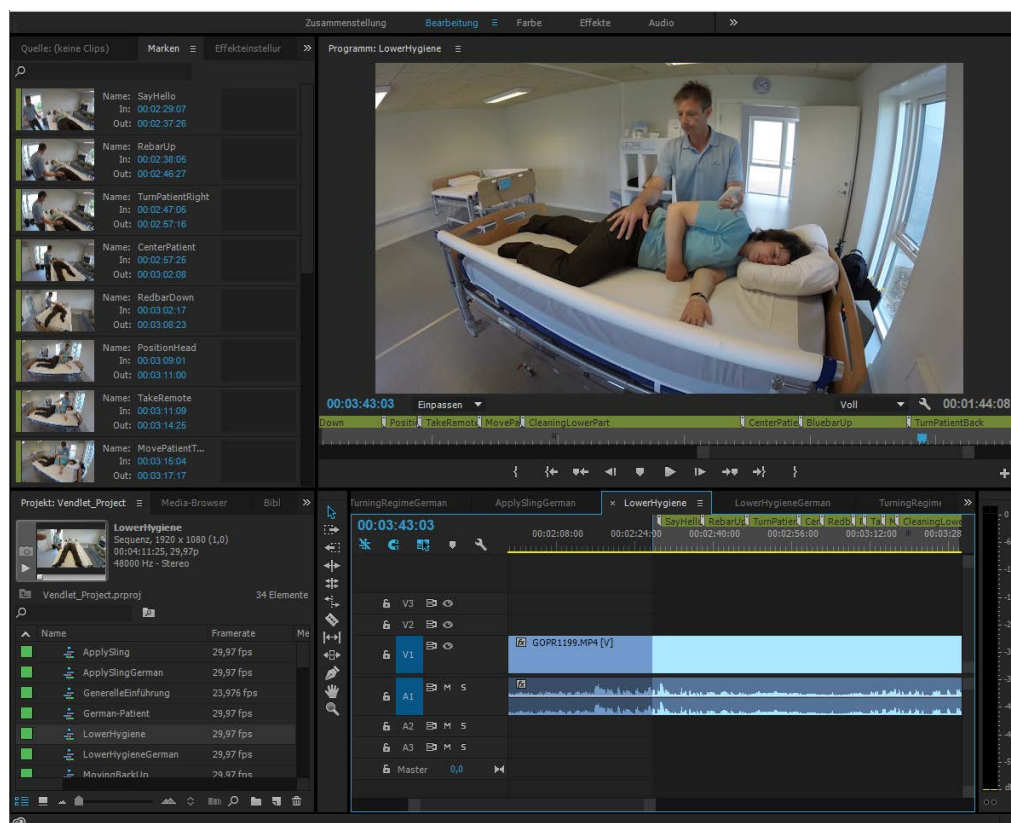 Zusammenstellung Bearbeitung Farbe Effekte Audio
Quelle: (keine Clips) Marken Effekteinstellur
Programm: LowerHygiene
Name: SayHello
In: 00:02:29:07
Out: 00:02:37:26
Name: RebarUp
In: 00:02:38:05
Out: 00:02:46:27
Name: TurnPatientRight
In: 00:02:47:05
Out: 00:02:57:16
Name: CenterPatient
In: 00:02:57:25
Out: 00:03:02:08
Name: RedbarDown
In: 00:03:02:17
Out: 00:03:08:23
Name: PositionHead
In: 00:03:09:01
Out: 00:03:11:00
Name: TakeRemote
In: 00:03:11:09
Out: 00:03:14:25
Name: MovePatientT...
In: 00:03:15:04
Out: 00:03:17:17
00:03:43:03 Einpassen Voll 00:01:44:08
Down Positi TakeRemote MovePa CleaningLowerPart CenterPatie BluebarUp TurnPatientBack
Projekt: Vendlet_Project Media-Browser Bibl
LowerHygiene
Sequenz, 1920 x 1080 (1,0)
00:04:11:25, 29,97p
48000 Hz - Stereo
Vendlet_Project.prproj 34 Elemente
Name Framerate Me
ApplySling 29,97 fps
ApplySlingGerman 29,97 fps
GenerelleEinführung 23,976 fps
German-Patient 29,97 fps
LowerHygiene 29,97 fps
LowerHygieneGerman 29,97 fps
MovingBackUp 29,97 fps
TurningRegimeGerman ApplySlingGerman × LowerHygiene LowerHygieneGerman TurningRegime
00:03:43:03
SayHello RebarUp TurnPatien Cer Redb Ta M CleaningLowe
00:02:08:00 00:02:24:00 00:02:40:00 00:02:56:00 00:03:12:00 00:03:28
V3
V2
V1 fx GOPR1199.MP4 [V]
A1 M S fx
A2 M S
A3 M S
Master 0,0